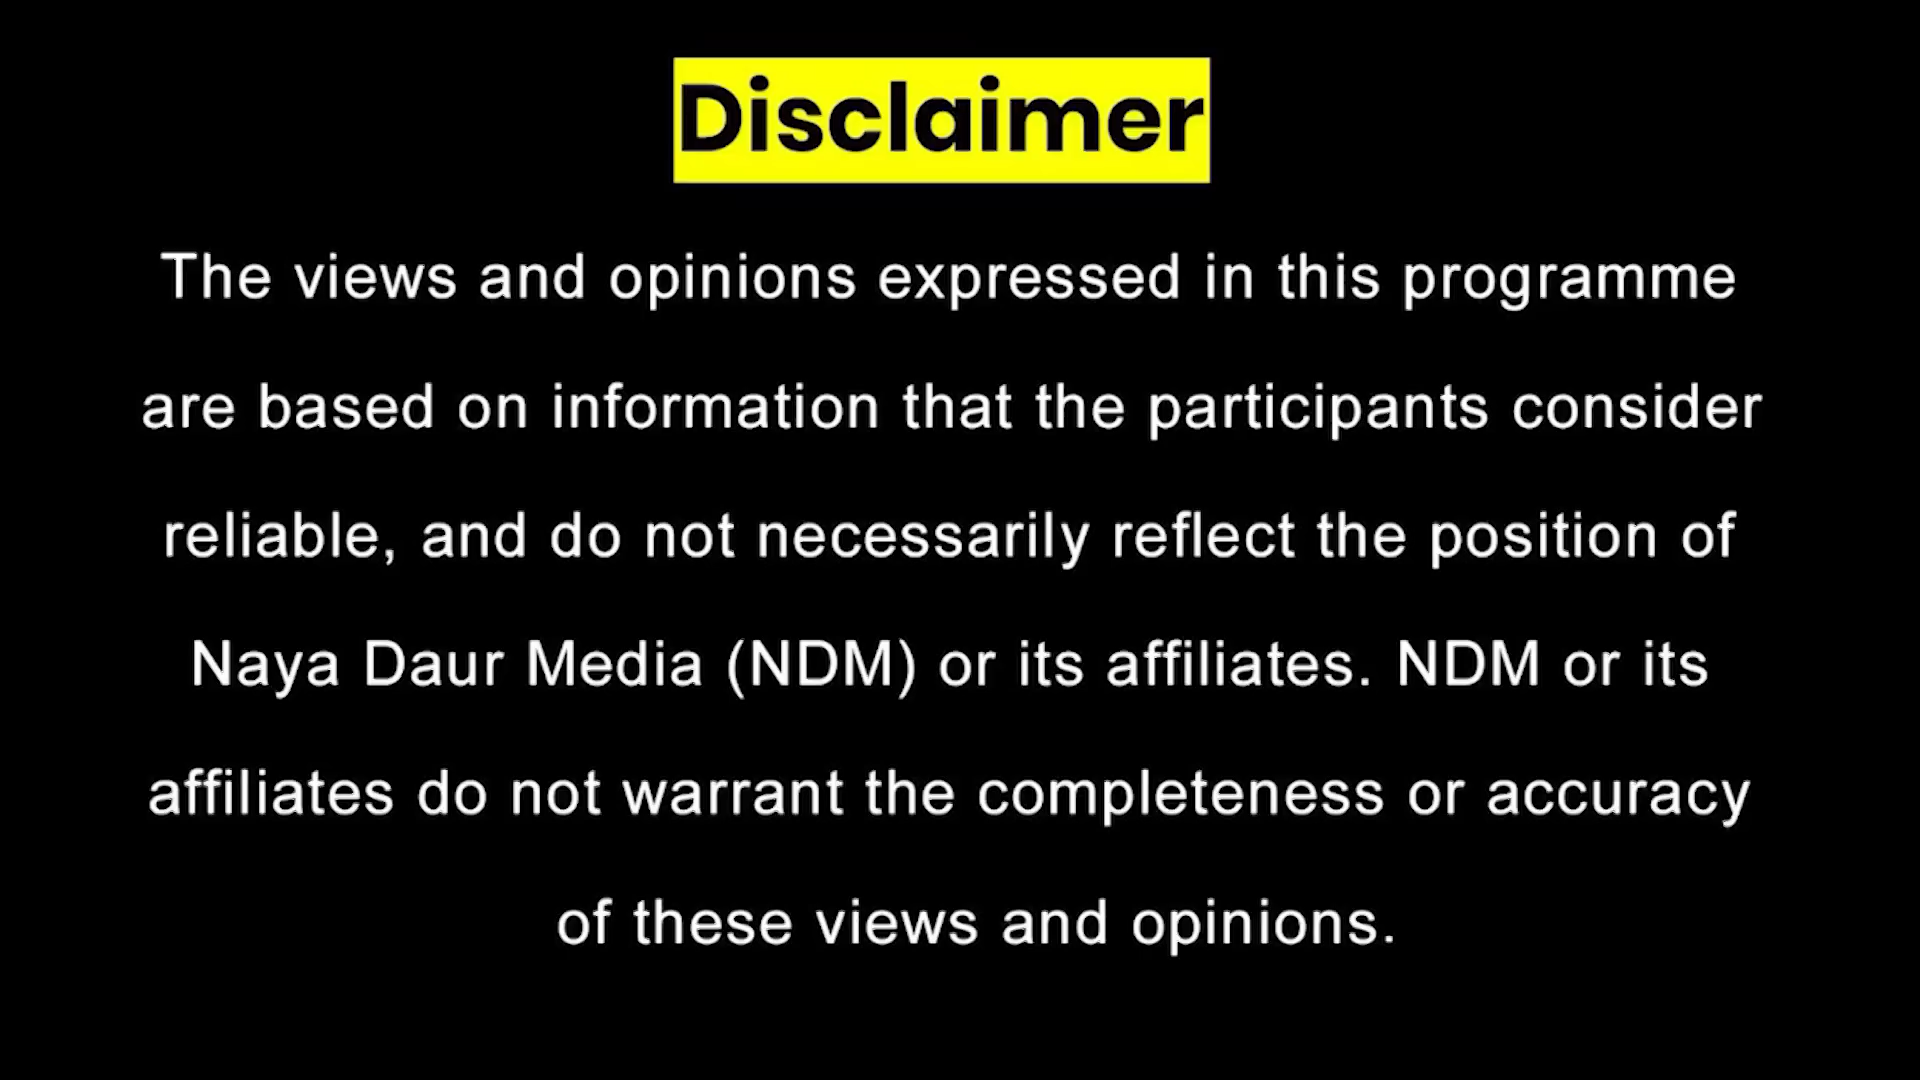 Disclaimer
The views and opinions expressed in this programme
are based on information that the participants consider
reliable, and do not necessarily reflect the position of
Naya Daur Media (NDM) or its affiliates. NDM or its
affiliates do not warrant the completeness or accuracy
of these views and opinions.